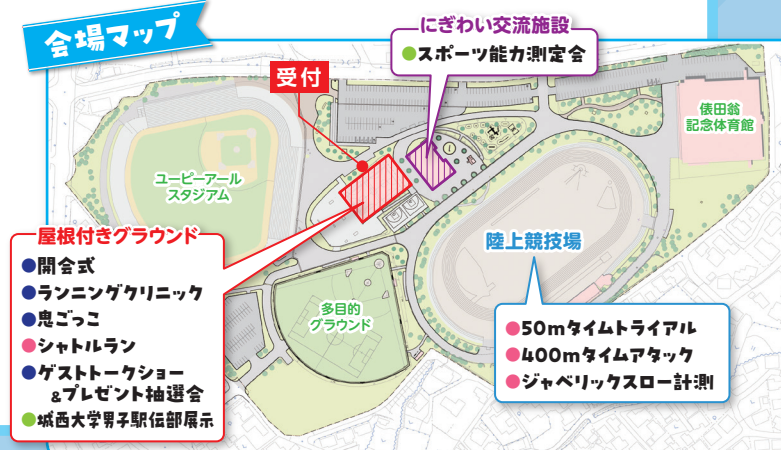 会場マップ
にぎわい交流施設
●スポーツ能力測定会
受付
俵田翁
記念体育館
ユーピーアール
スタジアム
屋根付きグラウンド
●開会式
●ランニングクリニック
●鬼ごっこ
●シャトルラン
●ゲストトークショー
&プレゼント抽選会
●城西大学男子駅伝部展示
多目的
グラウンド
陸上競技場
●50mタイムトライアル
●400mタイムアタック
●ジャベリックスロー計測